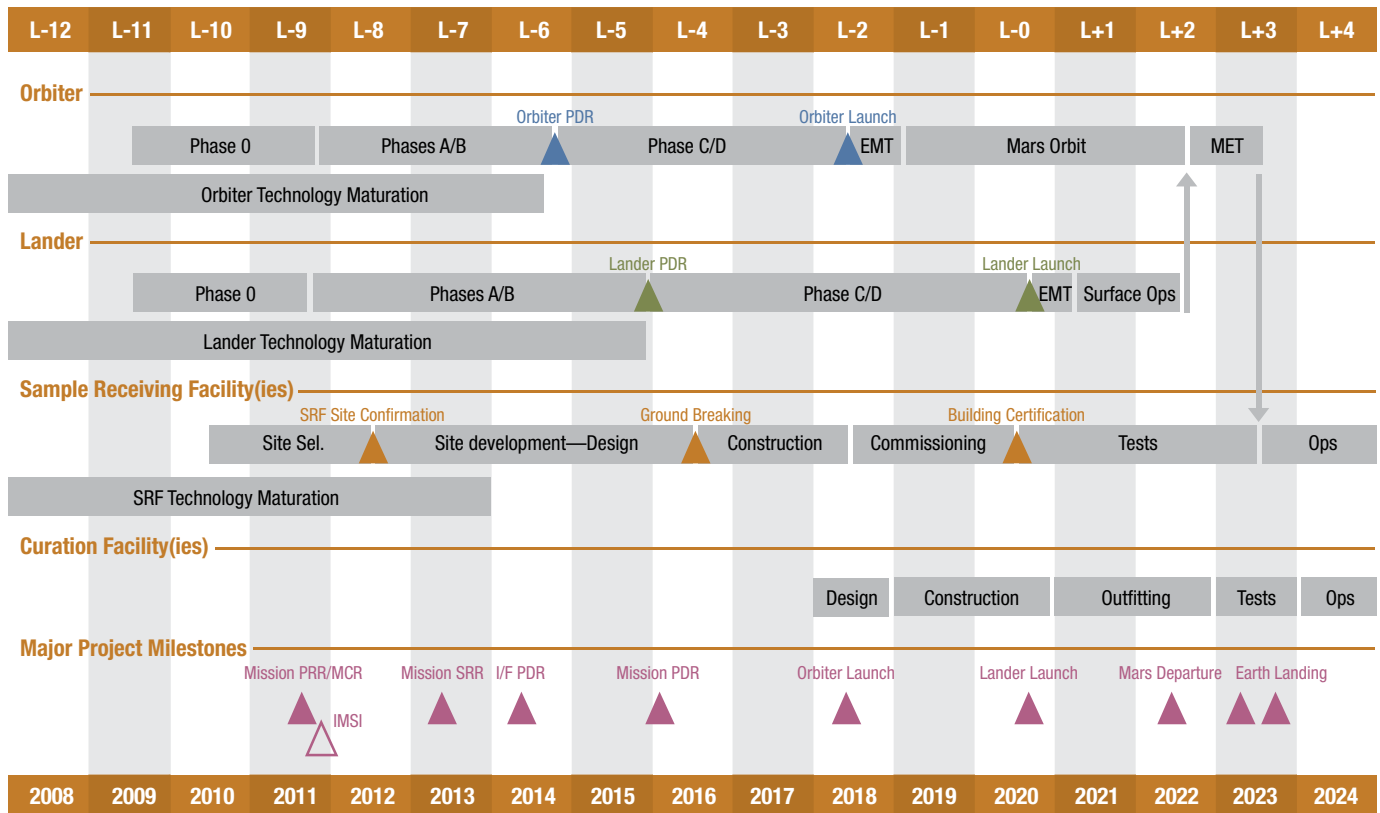 L-12 L-11 L-10 L-9 L-8 L-7 L-6 L-5 L-4 L-3 L-2 L-1 L-0 L+1 L+2 L+3 L+4
Orbiter
Orbiter PDR Orbiter Launch
Phase 0 Phases A/B Phase C/D EMT Mars Orbit MET
Orbiter Technology Maturation
Lander
Lander PDR Lander Launch
Phase 0 Phases A/B Phase C/D EMT Surface Ops
Lander Technology Maturation
Sample Receiving Facility(ies)
SRF Site Confirmation Ground Breaking Building Certification
Site Sel. Site development—Design Construction Commissioning Tests Ops
SRF Technology Maturation
Curation Facility(ies)
Design Construction Outfitting Tests Ops
Major Project Milestones
Mission PRR/MCR Mission SRR I/F PDR Mission PDR Orbiter Launch Lander Launch Mars Departure Earth Landing
IMSI
2008 2009 2010 2011 2012 2013 2014 2015 2016 2017 2018 2019 2020 2021 2022 2023 2024